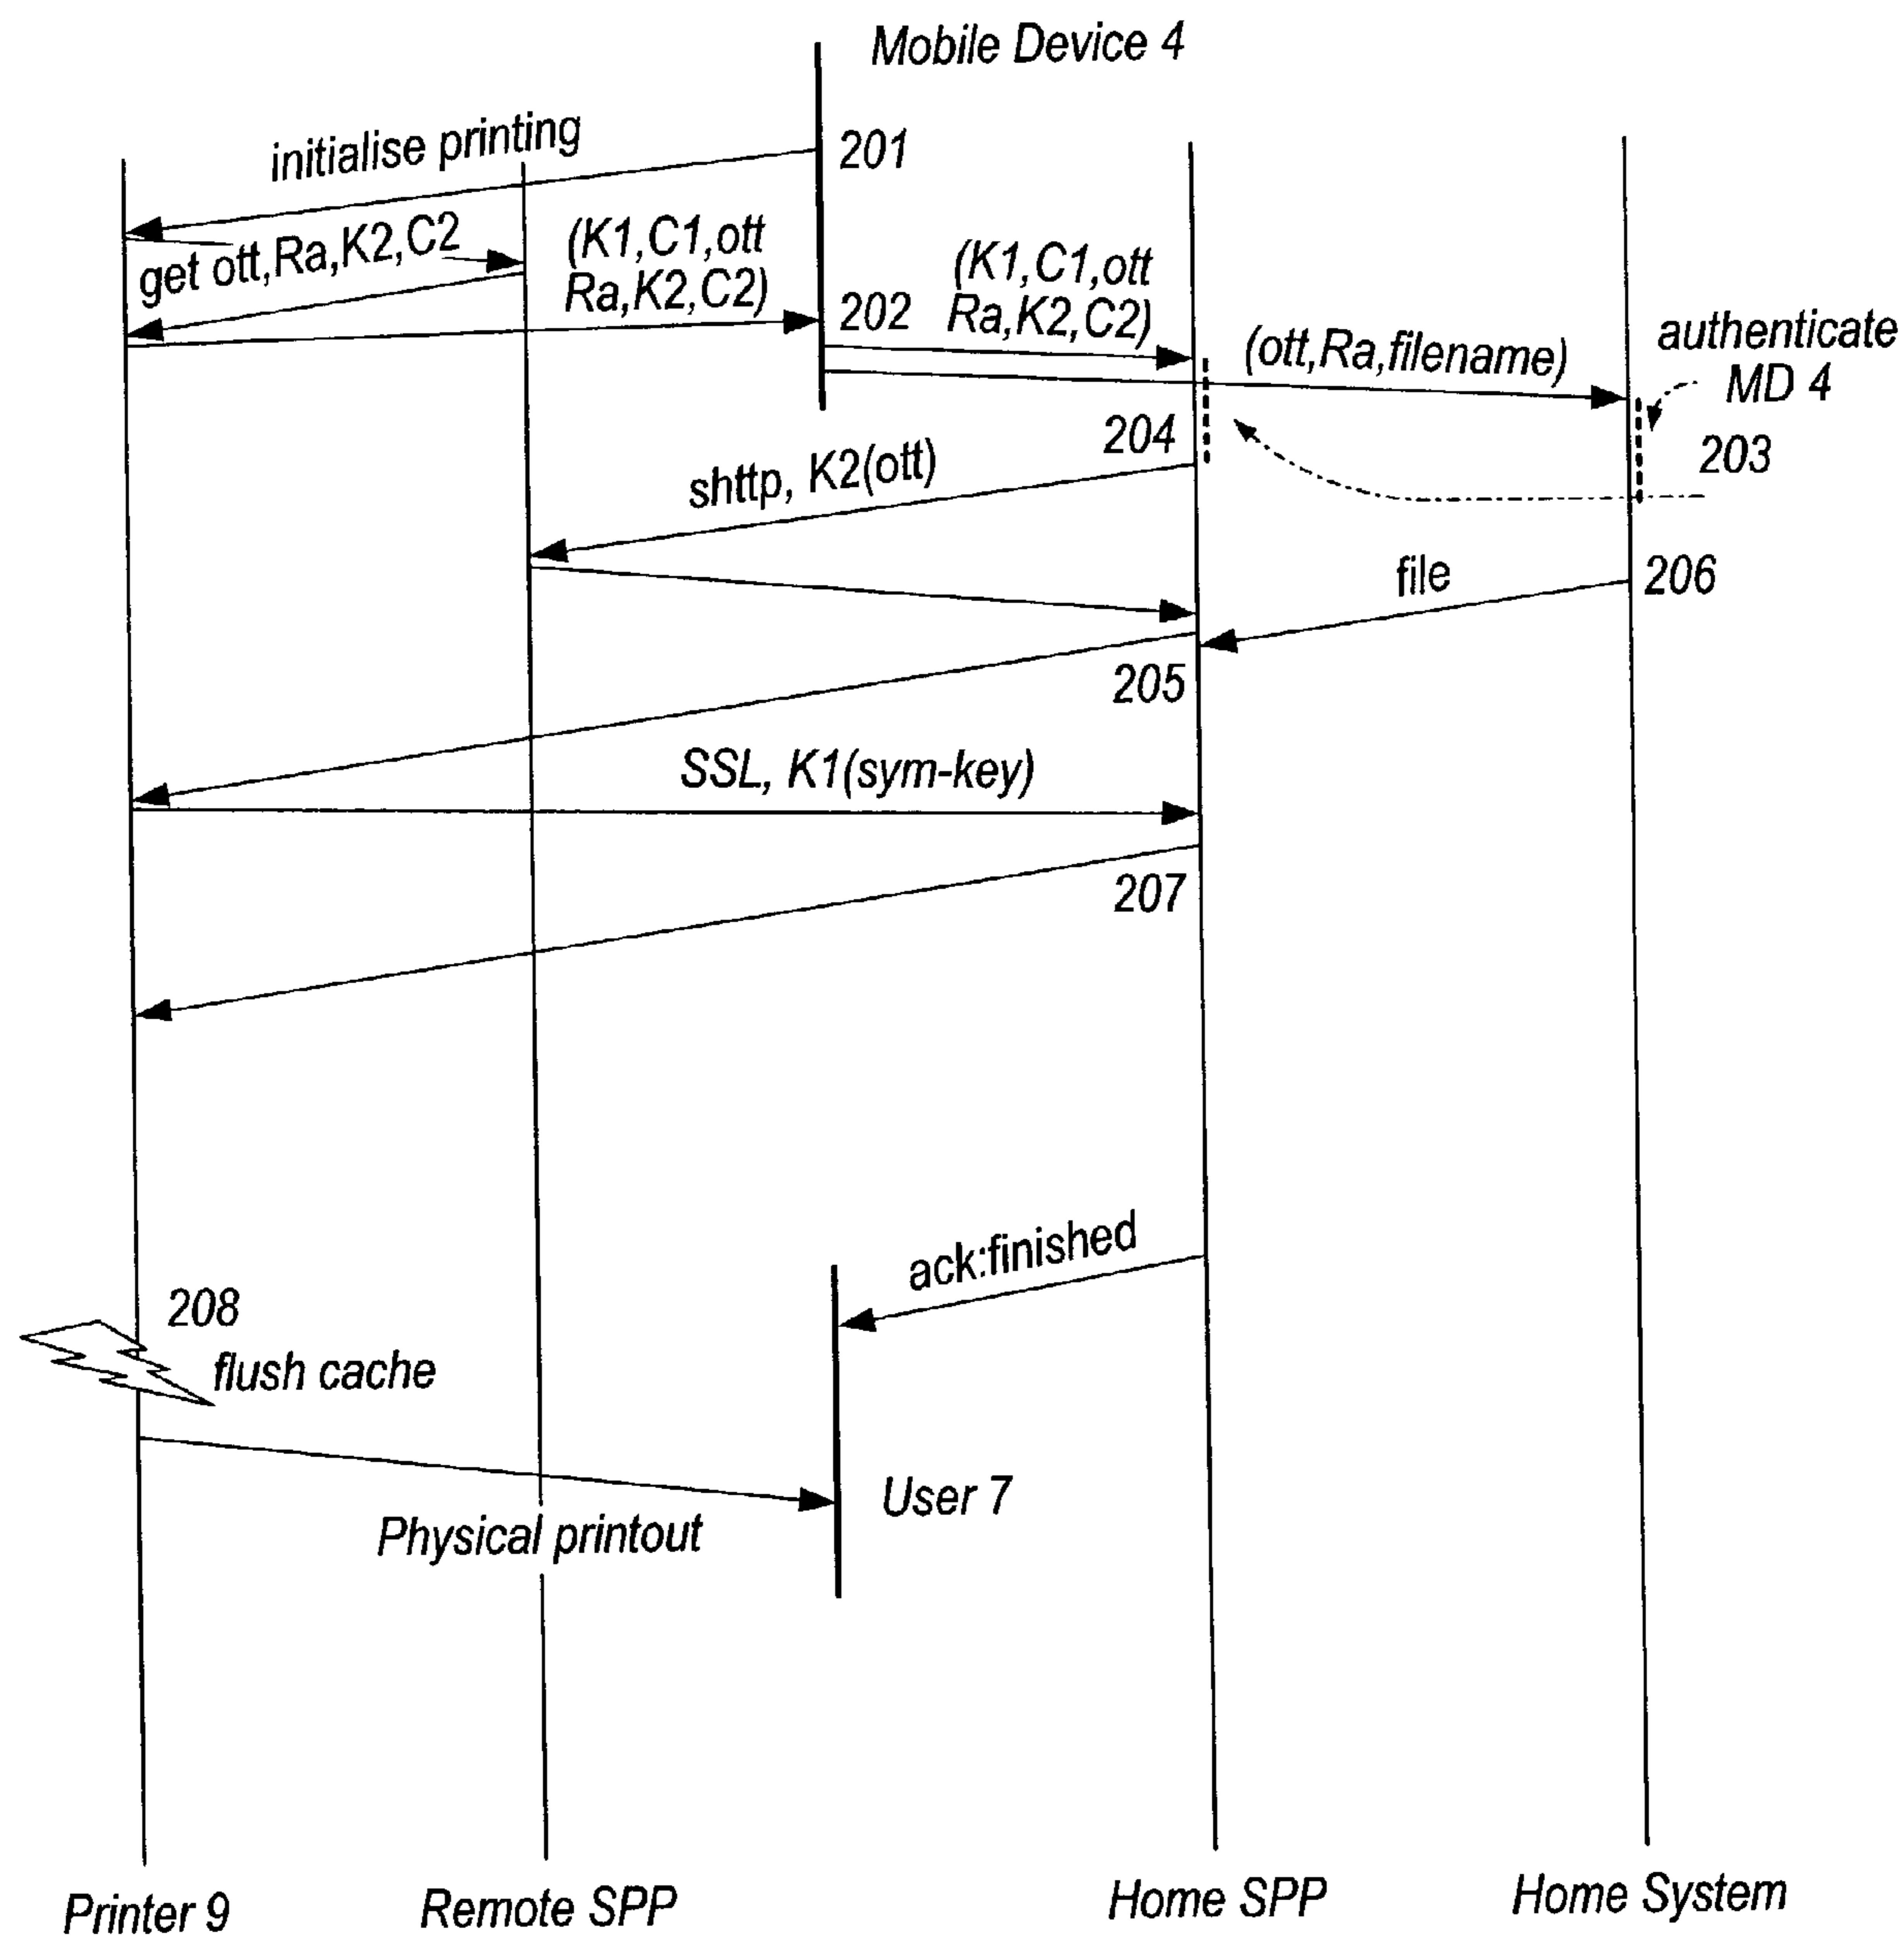 Mobile Device 4
initialise printing
201
get ott,Ra,K2,C2
(K1,C1,ott
Ra,K2,C2)
202
(K1,C1,ott
Ra,K2,C2)
(ott,Ra,filename)
authenticate
MD 4
203
204
shttp, K2(ott)
file
206
205
SSL, K1(sym-key)
207
ack:finished
208
flush cache
User 7
Physical printout
Printer 9
Remote SPP
Home SPP
Home System